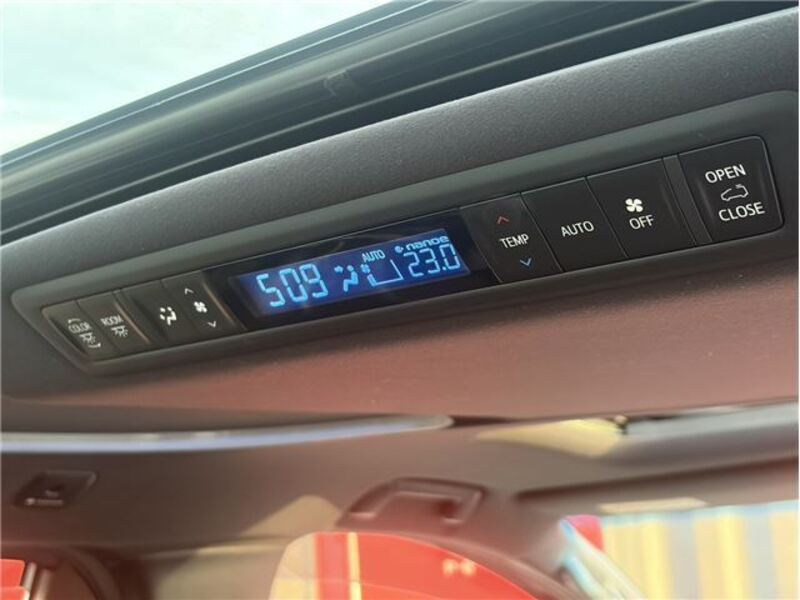 COLOR
ROOM
5:09
AUTO
nanoe
23.0
TEMP
AUTO
OFF
OPEN
CLOSE